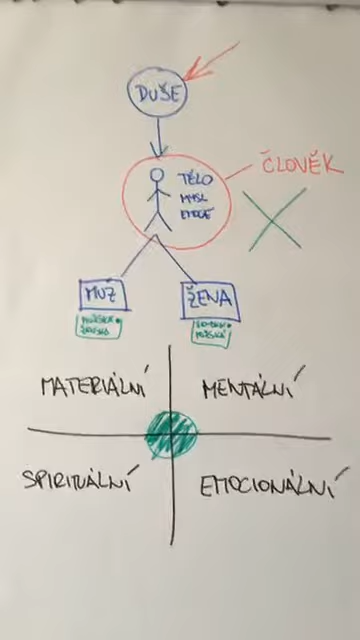 DUŠE
ČLOVĚK
TĚLO
MYSL
EMOCE
MUŽ
ŽENA
MATERIÁLNÍ
MENTÁLNÍ
SPIRITUÁLNÍ
EMOCIONÁLNÍ